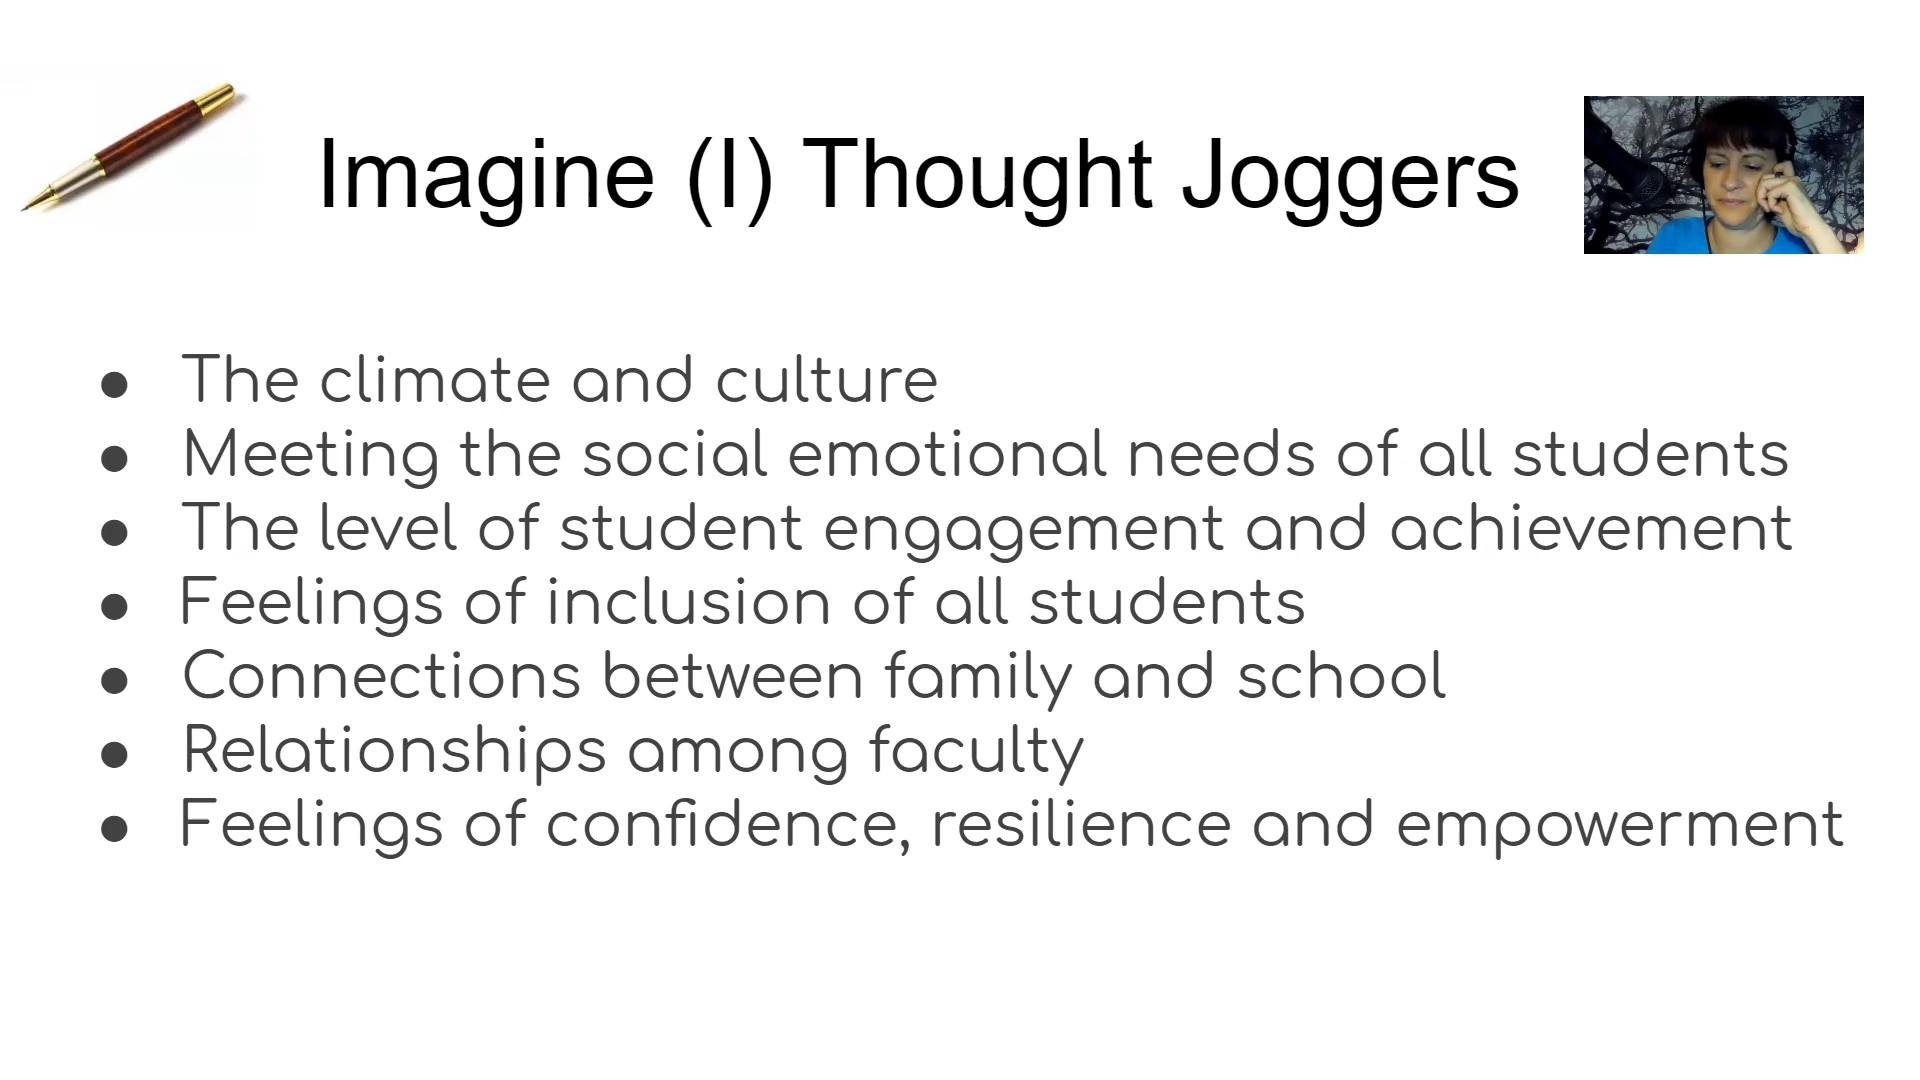 Imagine (I) Thought Joggers
● The climate and culture
● Meeting the social emotional needs of all students
● The level of student engagement and achievement
● Feelings of inclusion of all students
● Connections between family and school
● Relationships among faculty
● Feelings of confidence, resilience and empowerment